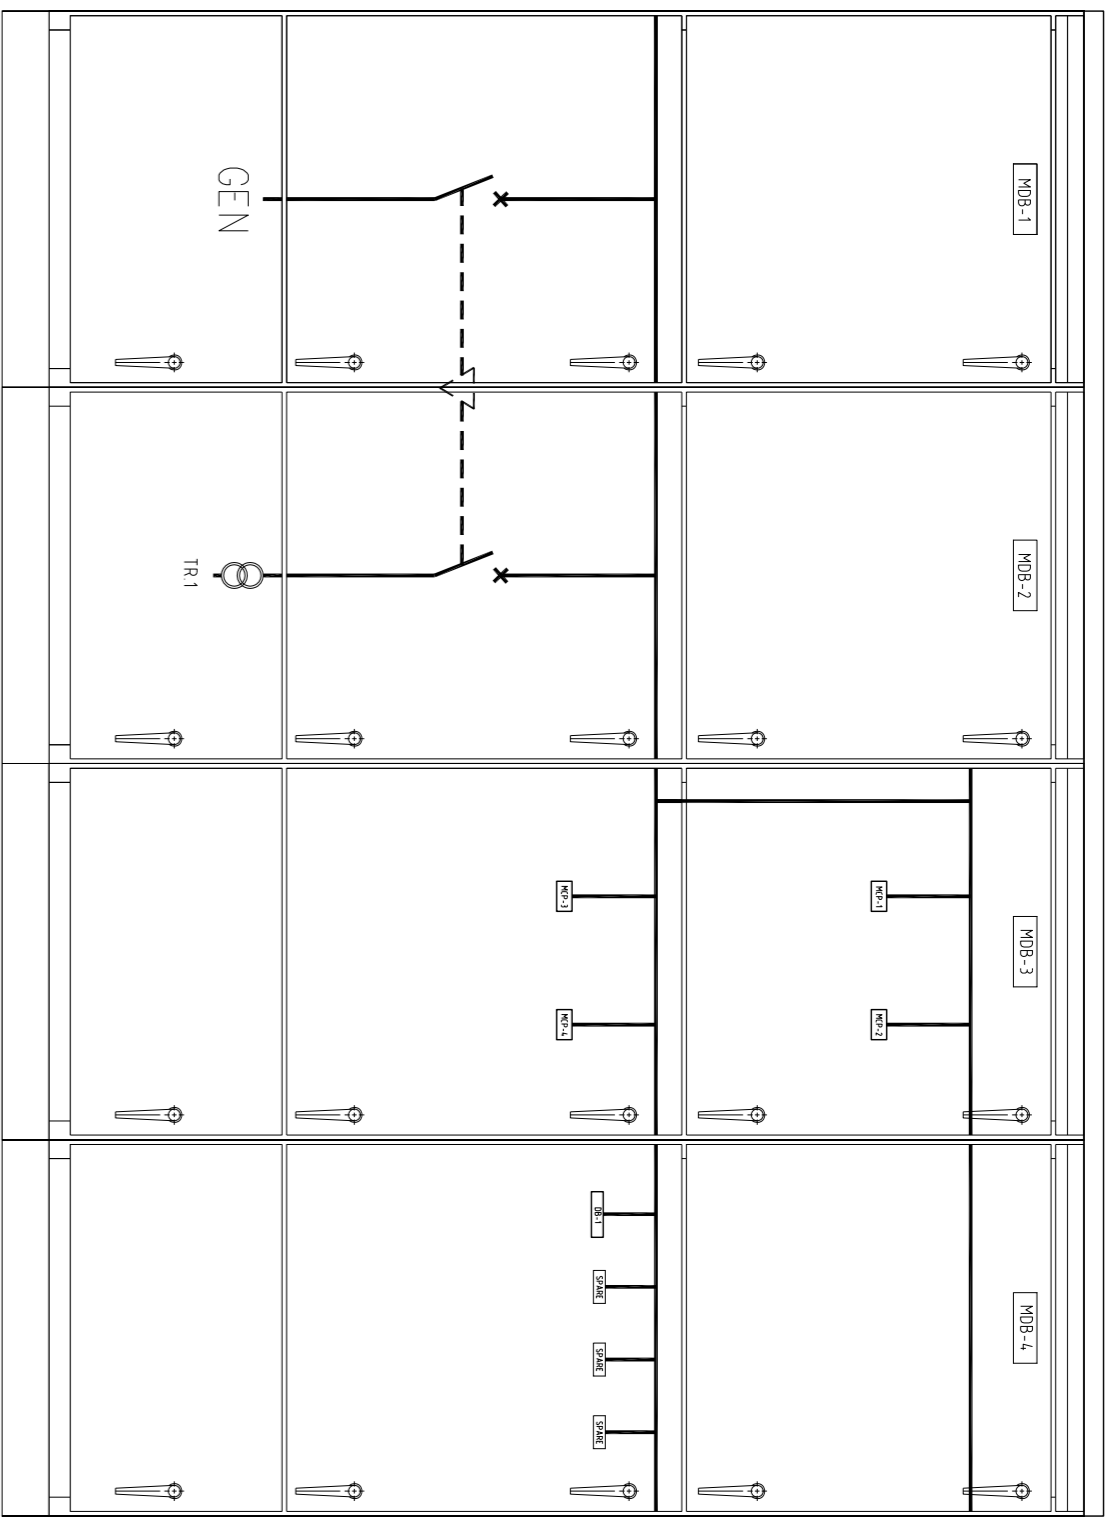 MDB-1
MDB-2
MDB-3
MDB-4
MCP-1
MCP-2
MCP-3
MCP-4
DB-1
SPARE
SPARE
SPARE
GEN
TR.1